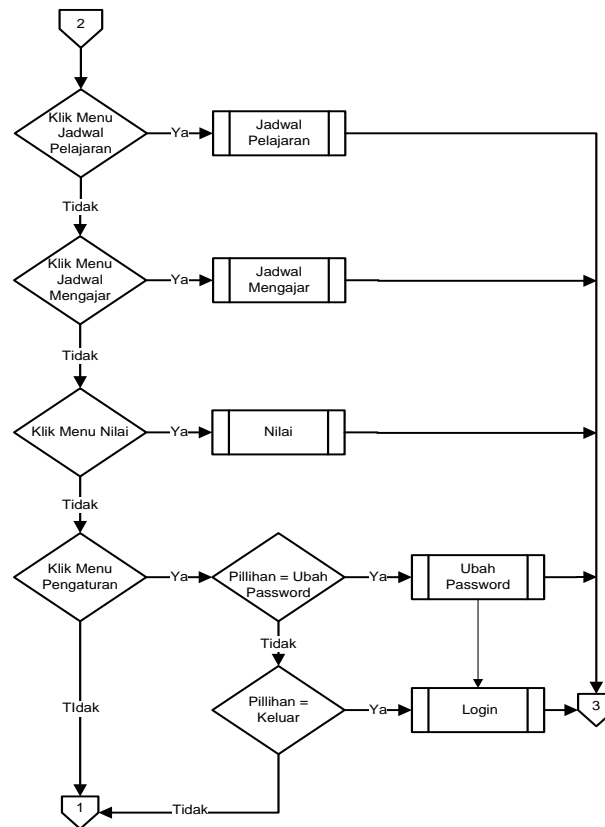 2
Klik Menu
Jadwal
Pelajaran
Ya
Jadwal
Pelajaran
Tidak
Klik Menu
Jadwal
Mengajar
Ya
Jadwal
Mengajar
Tidak
Klik Menu Nilai
Ya
Nilai
Tidak
Klik Menu
Pengaturan
Ya
Pillihan = Ubah
Password
Ya
Ubah
Password
Tidak
TIdak
Pillihan =
Keluar
Ya
Login
3
Tidak
1